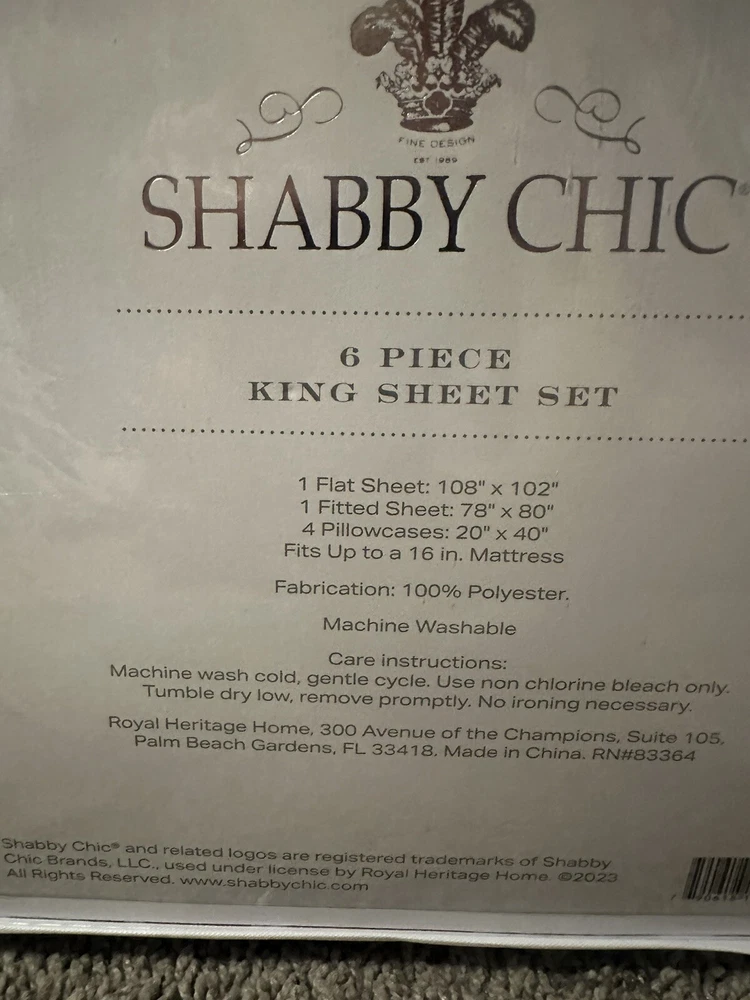 FINE DESIGN
EST 1989
SHABBY CHIC®
6 PIECE
KING SHEET SET
1 Flat Sheet: 108" x 102"
1 Fitted Sheet: 78" x 80"
4 Pillowcases: 20" x 40"
Fits Up to a 16 in. Mattress
Fabrication: 100% Polyester.
Machine Washable
Care instructions:
Machine wash cold, gentle cycle. Use non chlorine bleach only.
Tumble dry low, remove promptly. No ironing necessary.
Royal Heritage Home, 300 Avenue of the Champions, Suite 105,
Palm Beach Gardens, FL 33418. Made in China. RN#83364
Shabby Chic® and related logos are registered trademarks of Shabby
Chic Brands, LLC., used under license by Royal Heritage Home. ©2023
All Rights Reserved. www.shabbychic.com